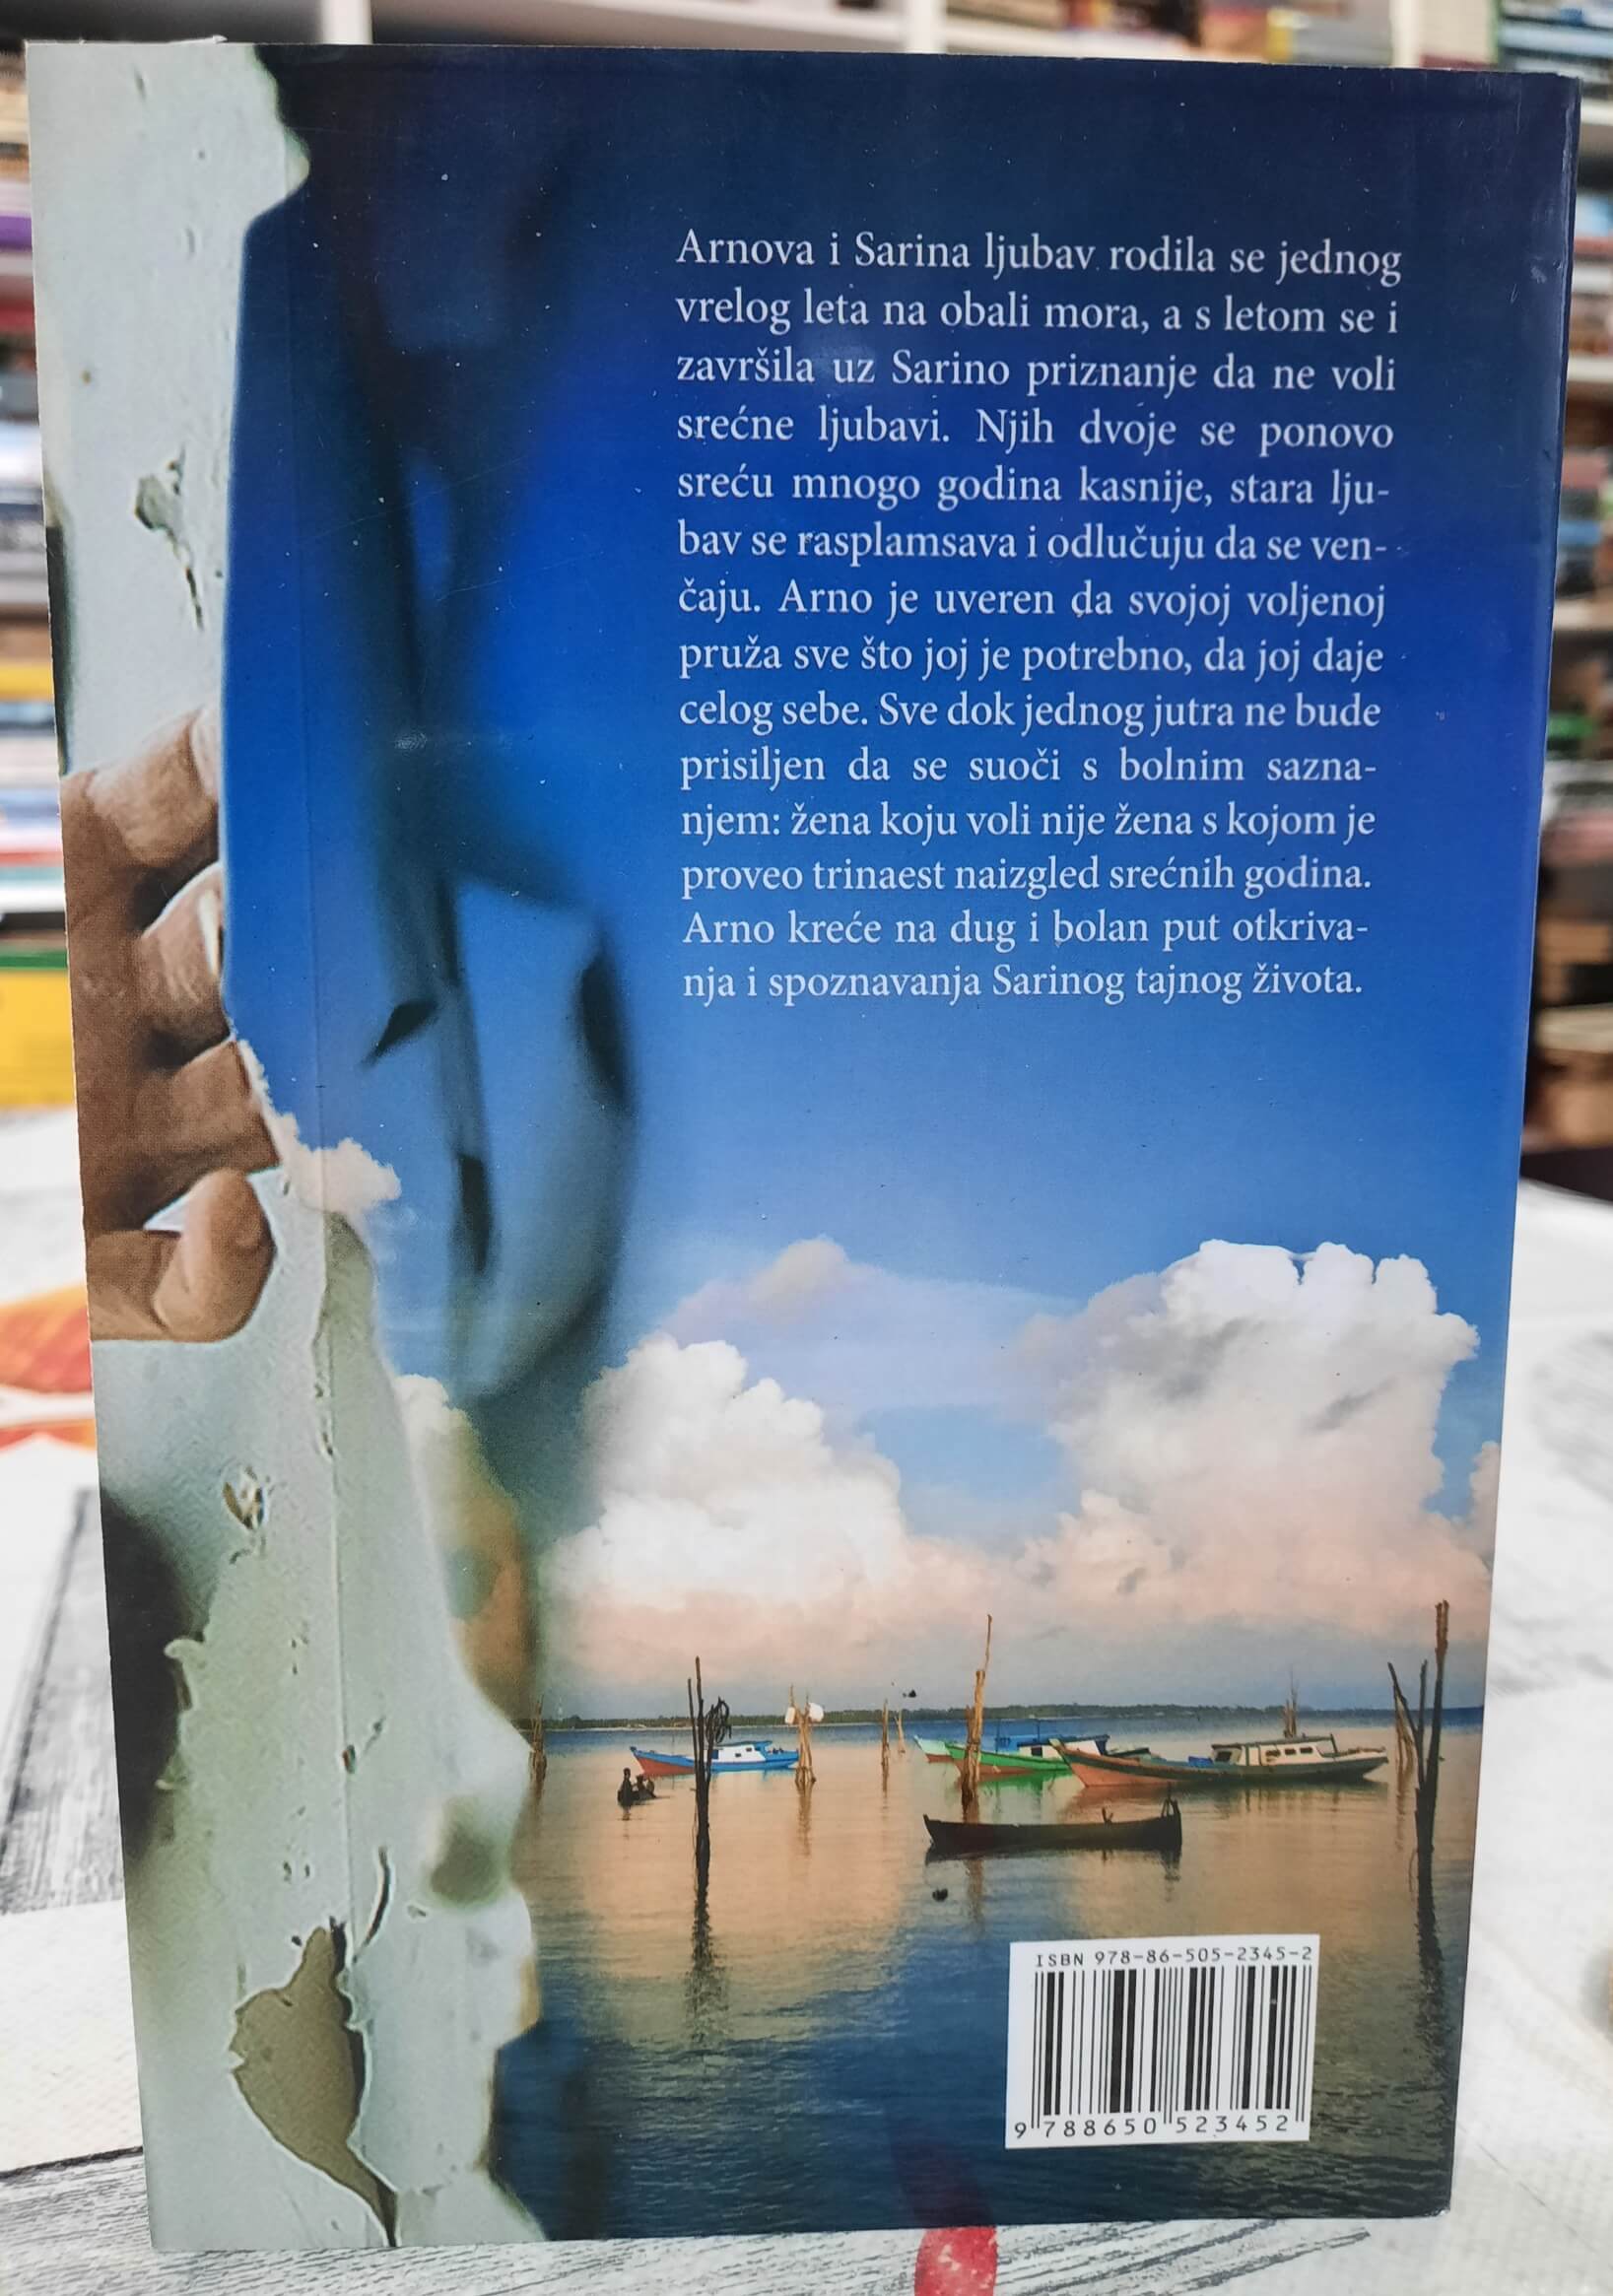 Arnova i Sarina ljubav rodila se jednog
vrelog leta na obali mora, a s letom se i
završila uz Sarino priznanje da ne voli
srećne ljubavi. Njih dvoje se ponovo
sreću mnogo godina kasnije, stara lju-
bav se rasplamsava i odlučuju da se ven-
čaju. Arno je uveren da svojoj voljenoj
pruža sve što joj je potrebno, da joj daje
celog sebe. Sve dok jednog jutra ne bude
prisiljen da se suoči s bolnim sazna-
njem: žena koju voli nije žena s kojom je
proveo trinaest naizgled srećnih godina.
Arno kreće na dug i bolan put otkriva-
nja i spoznavanja Sarinog tajnog života.
ISBN 978-86-505-2345-2
9 788650 523452